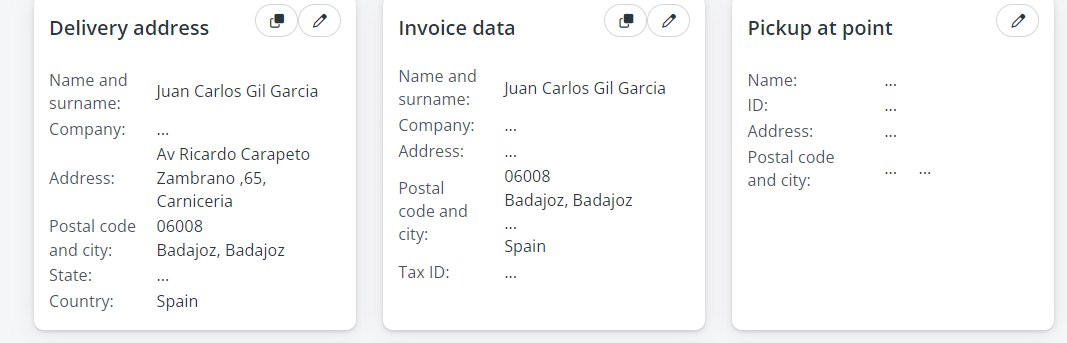 Delivery address
Name and
surname:
Juan Carlos Gil Garcia
Company:
...
Address:
Av Ricardo Carapeto
Zambrano ,65,
Carniceria
Postal code
and city:
06008
Badajoz, Badajoz
State:
...
Country:
Spain
Invoice data
Name and
surname:
Juan Carlos Gil Garcia
Company:
...
Address:
...
Postal
code and
city:
06008
Badajoz, Badajoz
...
Spain
Tax ID:
...
Pickup at point
Name:
...
ID:
...
Address:
...
Postal code
and city:
... ...